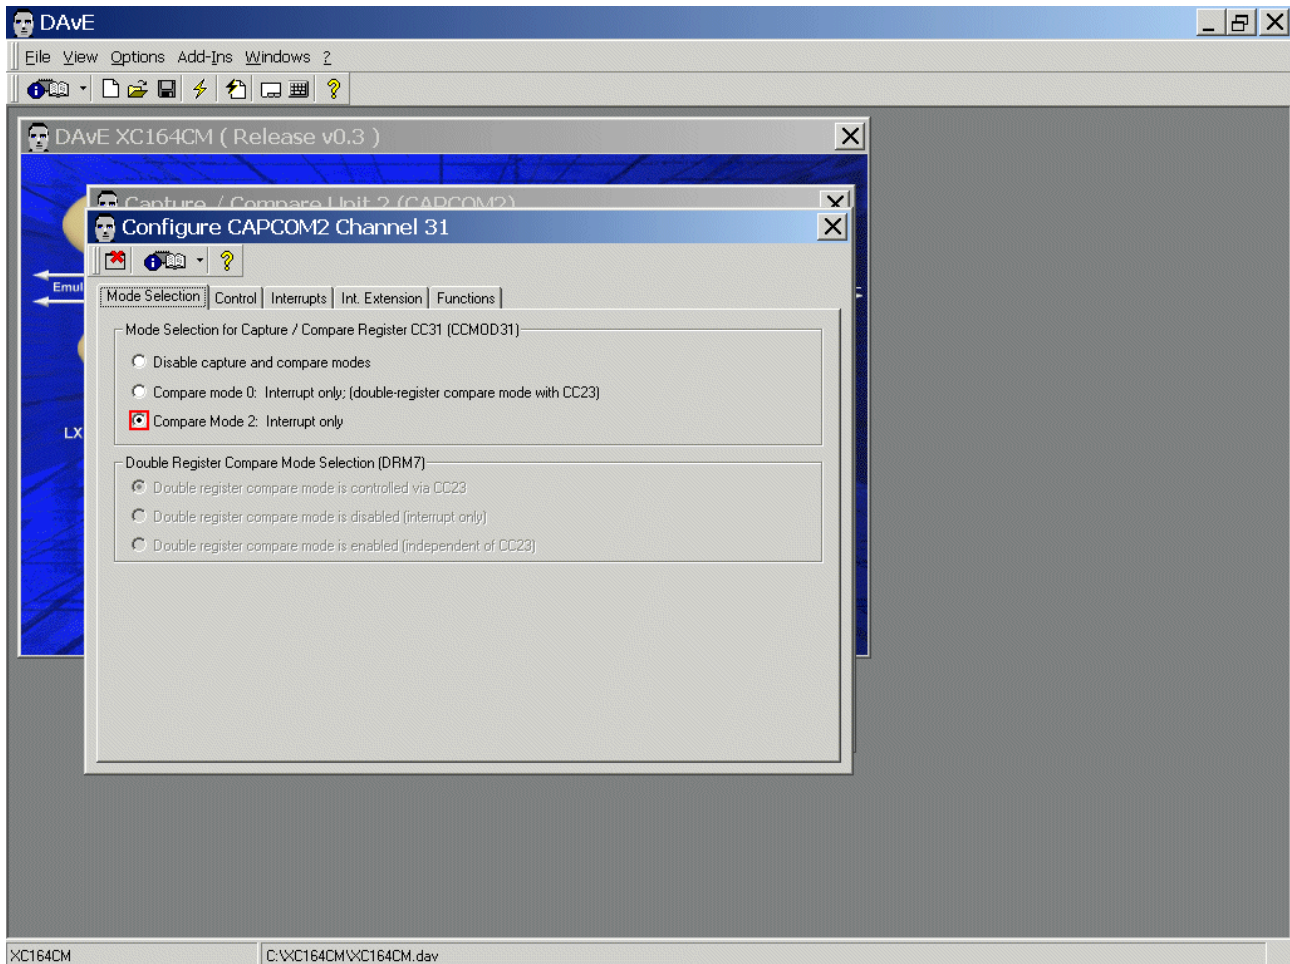 DAvE
File View Options Add-Ins Windows ?
DAvE XC164CM ( Release v0.3 )
Capture / Compare Unit 2 (CAPCOM2)
Configure CAPCOM2 Channel 31
Emul
Mode Selection Control Interrupts Int. Extension Functions
Mode Selection for Capture / Compare Register CC31 (CCMOD31)
Disable capture and compare modes
Compare mode 0: Interrupt only; (double-register compare mode with CC23)
Compare Mode 2: Interrupt only
LX
Double Register Compare Mode Selection (DRM7)
Double register compare mode is controlled via CC23
Double register compare mode is disabled (interrupt only)
Double register compare mode is enabled (independent of CC23)
XC164CM C:\XC164CM\XC164CM.dav